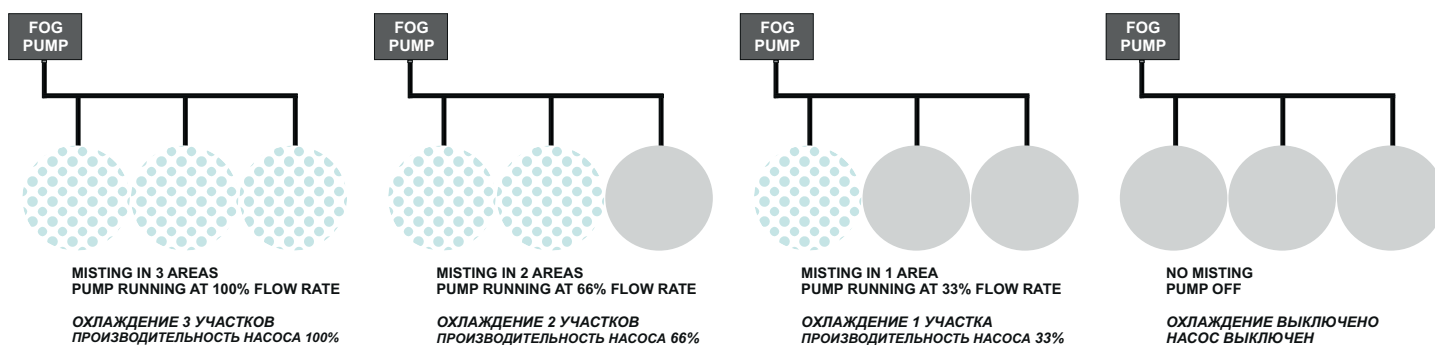 FOG
PUMP
FOG
PUMP
FOG
PUMP
FOG
PUMP
MISTING IN 3 AREAS
PUMP RUNNING AT 100% FLOW RATE
ОХЛАЖДЕНИЕ 3 УЧАСТКОВ
ПРОИЗВОДИТЕЛЬНОСТЬ НАСОСА 100%
MISTING IN 2 AREAS
PUMP RUNNING AT 66% FLOW RATE
ОХЛАЖДЕНИЕ 2 УЧАСТКОВ
ПРОИЗВОДИТЕЛЬНОСТЬ НАСОСА 66%
MISTING IN 1 AREA
PUMP RUNNING AT 33% FLOW RATE
ОХЛАЖДЕНИЕ 1 УЧАСТКА
ПРОИЗВОДИТЕЛЬНОСТЬ НАСОСА 33%
NO MISTING
PUMP OFF
ОХЛАЖДЕНИЕ ВЫКЛЮЧЕНО
НАСОС ВЫКЛЮЧЕН